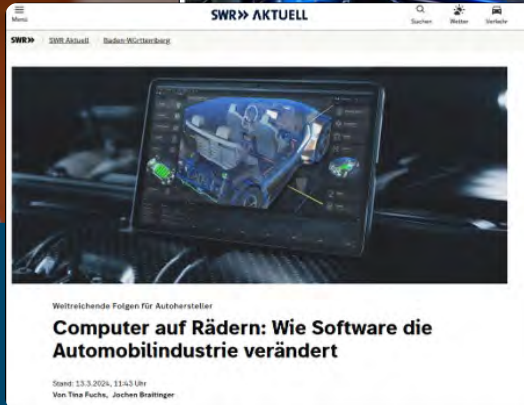 SWR» AKTUELL
Menü
Suchen
Wetter
Verkehr
SWR» SWR Aktuell Baden-Württemberg
Weitreichende Folgen für Autohersteller
Computer auf Rädern: Wie Software die
Automobilindustrie verändert
Stand: 13.3.2024, 11:43 Uhr
Von Tina Fuchs, Jochen Braitinger